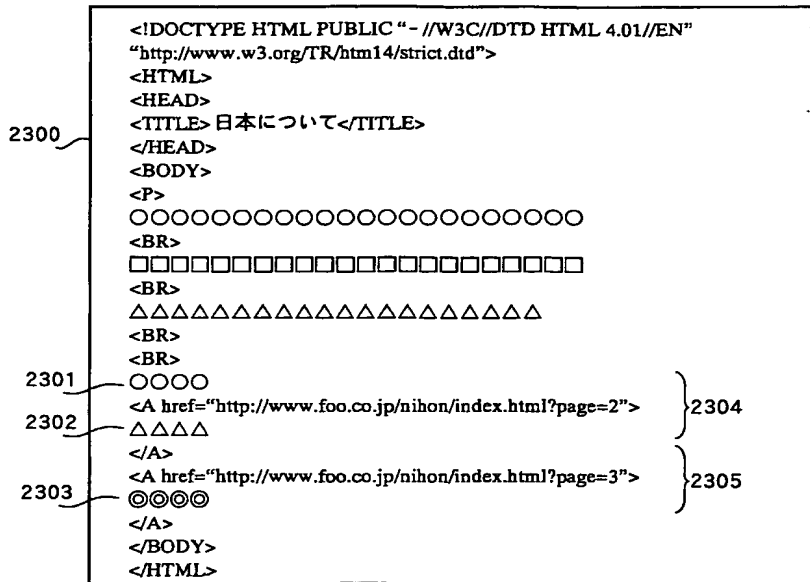 <!DOCTYPE HTML PUBLIC “- //W3C//DTD HTML 4.01//EN”
“http://www.w3.org/TR/html4/strict.dtd”>
<HTML>
<HEAD>
<TITLE>日本について</TITLE>
2300
</HEAD>
<BODY>
<P>
○○○○○○○○○○○○○○○○○○○○○○
<BR>
□□□□□□□□□□□□□□□□□□□□□□
<BR>
△△△△△△△△△△△△△△△△△△△△
<BR>
<BR>
2301 ○○○○
<A href=“http://www.foo.co.jp/nihon/index.html?page=2”> 2304
2302 △△△△
</A>
<A href=“http://www.foo.co.jp/nihon/index.html?page=3”> 2305
2303 ◎◎◎◎
</A>
</BODY>
</HTML>